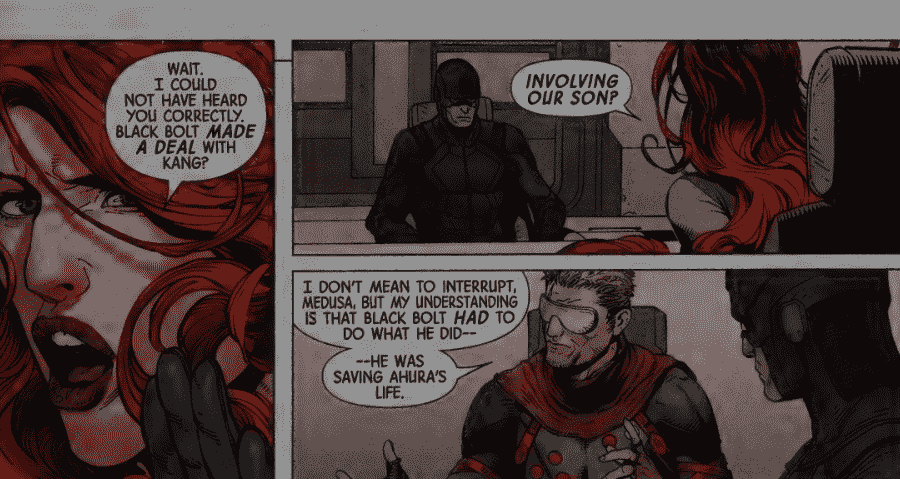 WAIT.
I COULD
NOT HAVE HEARD
YOU CORRECTLY.
BLACK BOLT MADE
A DEAL WITH
KANG?
INVOLVING
OUR SON?
I DON'T MEAN TO INTERRUPT,
MEDUSA, BUT MY UNDERSTANDING
IS THAT BLACK BOLT HAD TO
DO WHAT HE DID--
--HE WAS
SAVING AHURA'S
LIFE.